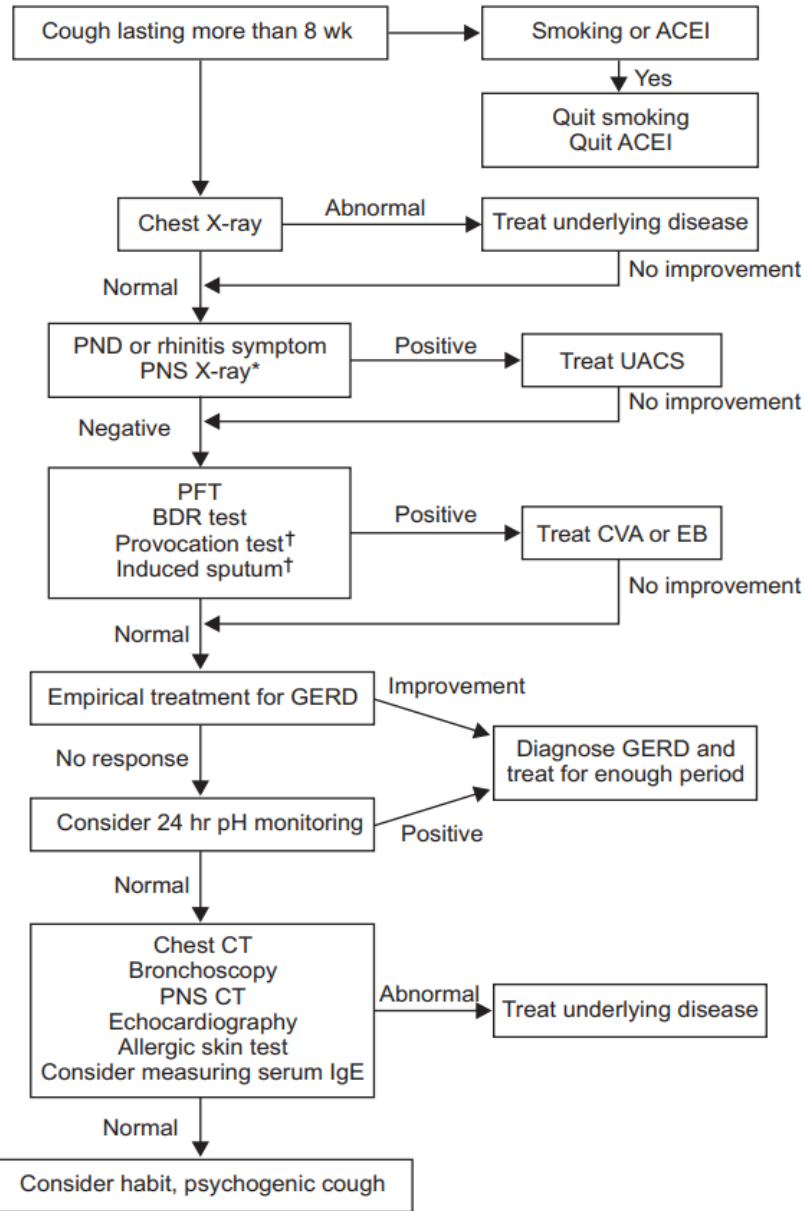 Cough lasting more than 8 wk
Smoking or ACEI
Yes
Quit smoking
Quit ACEI
Chest X-ray
Abnormal
Treat underlying disease
No improvement
Normal
PND or rhinitis symptom
PNS X-ray*
Positive
Treat UACS
No improvement
Negative
PFT
BDR test
Provocation test†
Induced sputum†
Positive
Treat CVA or EB
No improvement
Normal
Empirical treatment for GERD
Improvement
Diagnose GERD and
treat for enough period
No response
Consider 24 hr pH monitoring
Positive
Normal
Chest CT
Bronchoscopy
PNS CT
Echocardiography
Allergic skin test
Consider measuring serum IgE
Abnormal
Treat underlying disease
Normal
Consider habit, psychogenic cough